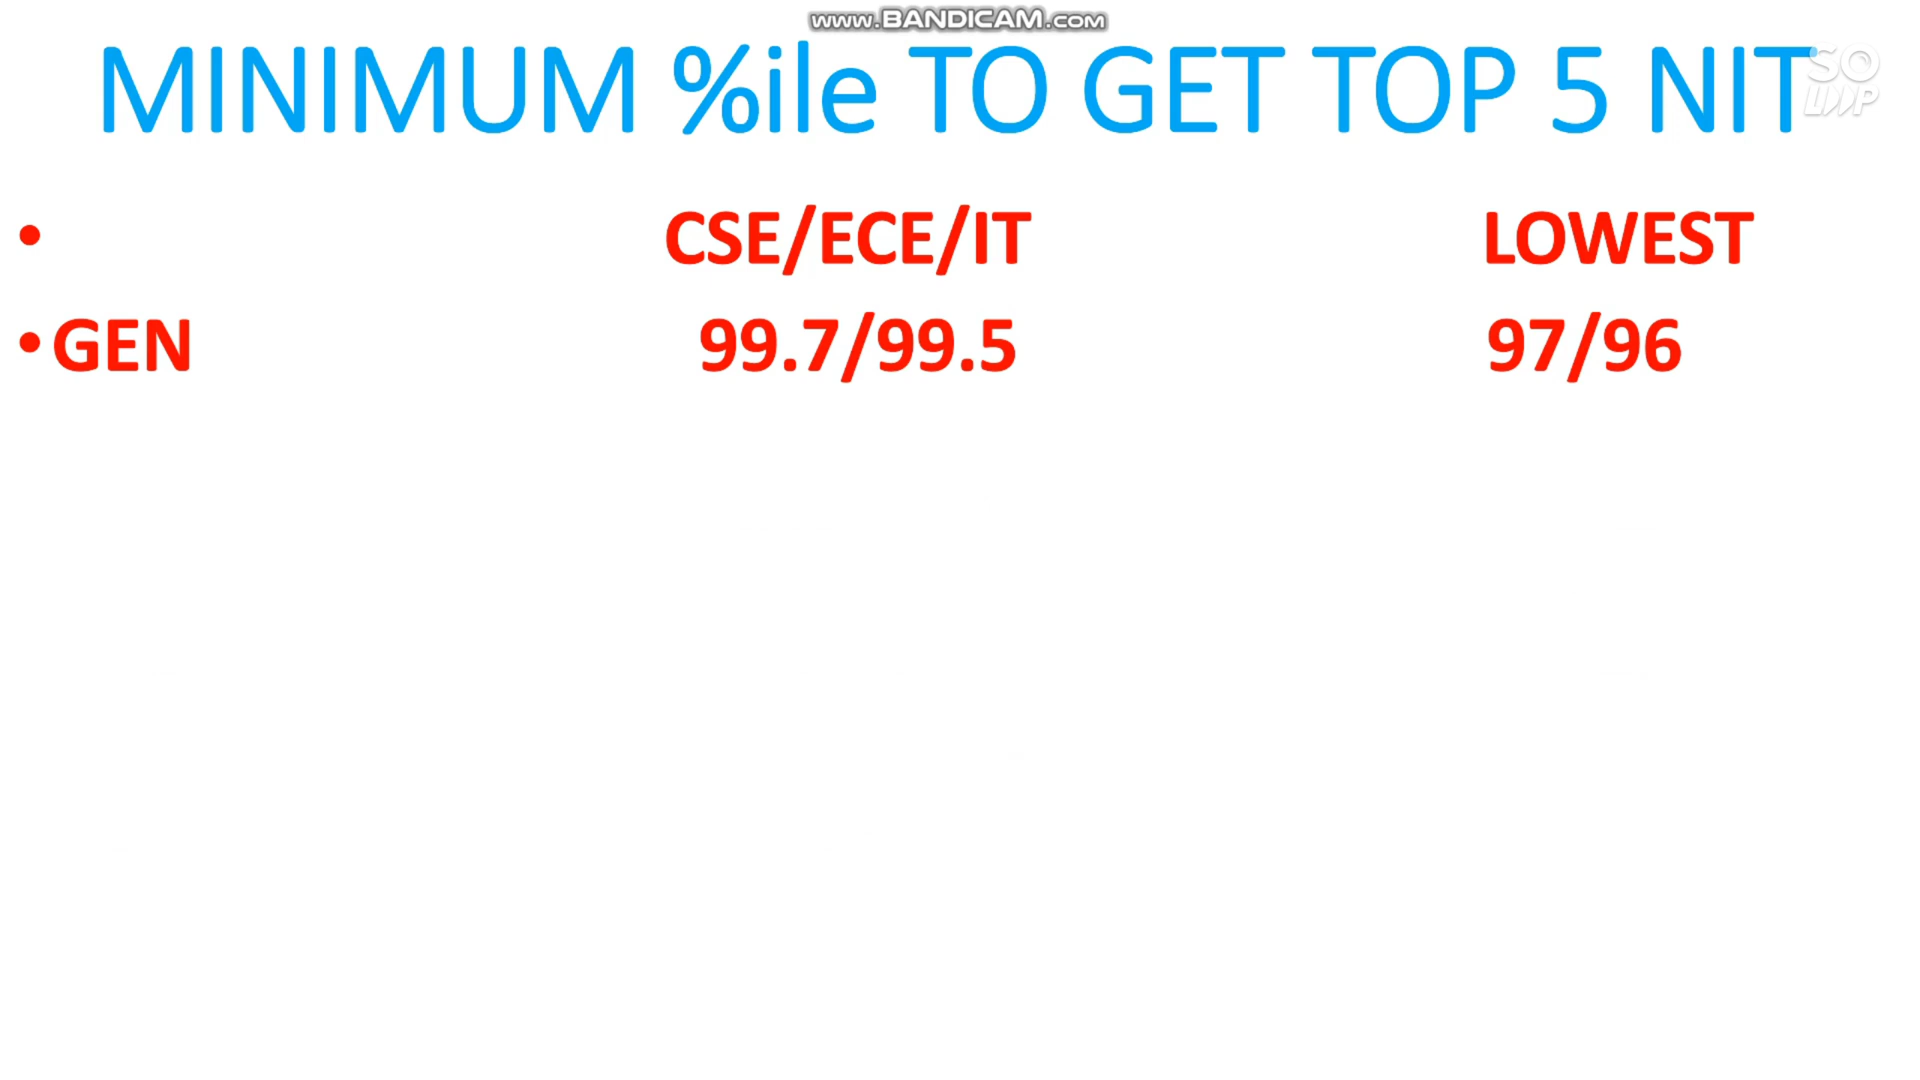 www.BANDICAM.com
MINIMUM %ile TO GET TOP 5 NIT
SOLOOP
• CSE/ECE/IT LOWEST
• GEN 99.7/99.5 97/96